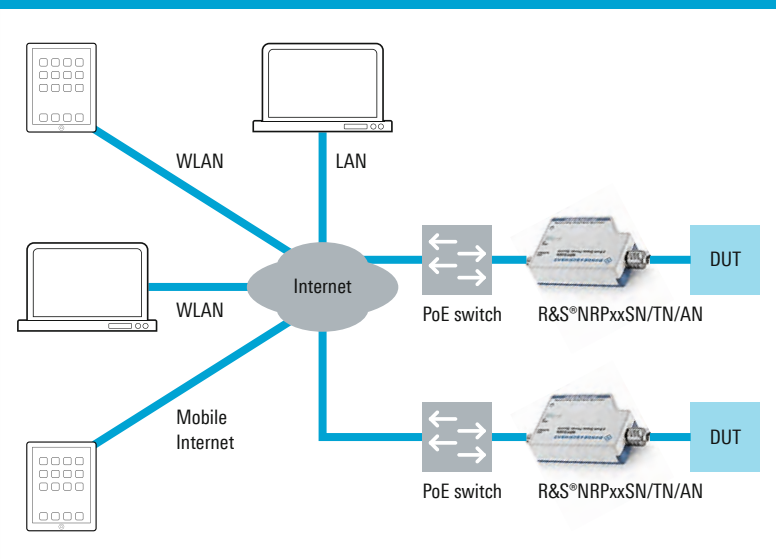 WLAN
LAN
WLAN
Internet
DUT
PoE switch
R&S®NRPxxSN/TN/AN
Mobile
Internet
DUT
PoE switch
R&S®NRPxxSN/TN/AN